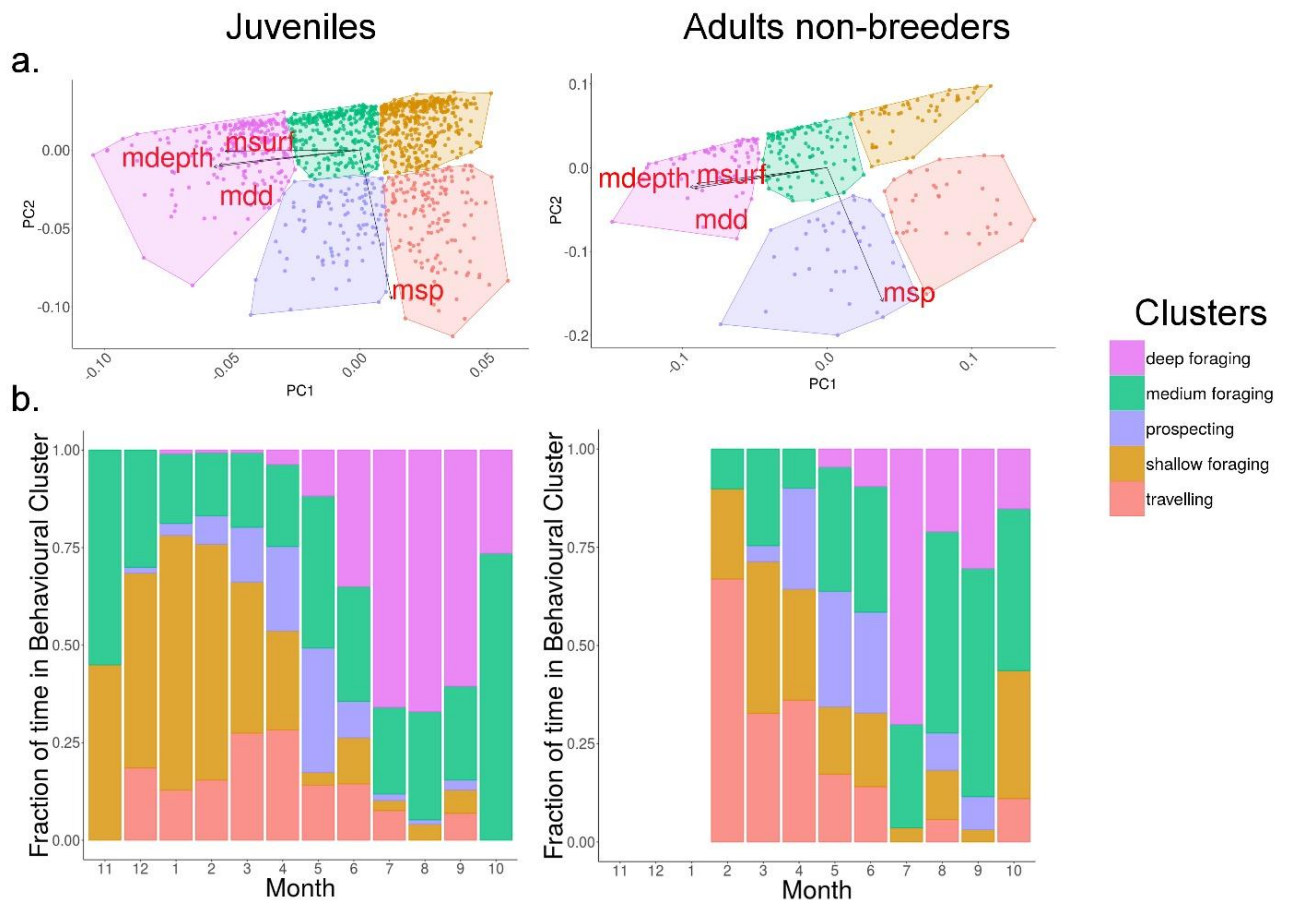 Juveniles
Adults non-breeders
a.
0.00
-0.05
-0.10
PC2
msurf
mdepth
mdd
msp
-0.10
-0.05
0.00
0.05
PC1
0.1
0.0
-0.1
-0.2
PC2
mdepth
msurf
mdd
msp
-0.1
0.0
0.1
PC1
Clusters
deep foraging
medium foraging
prospecting
shallow foraging
travelling
b.
Fraction of time in Behavioural Cluster
1.00
0.75
0.50
0.25
0.00
11 12 1 2 3 4 5 6 7 8 9 10
Month
Fraction of time in Behavioural Cluster
1.00
0.75
0.50
0.25
0.00
11 12 1 2 3 4 5 6 7 8 9 10
Month